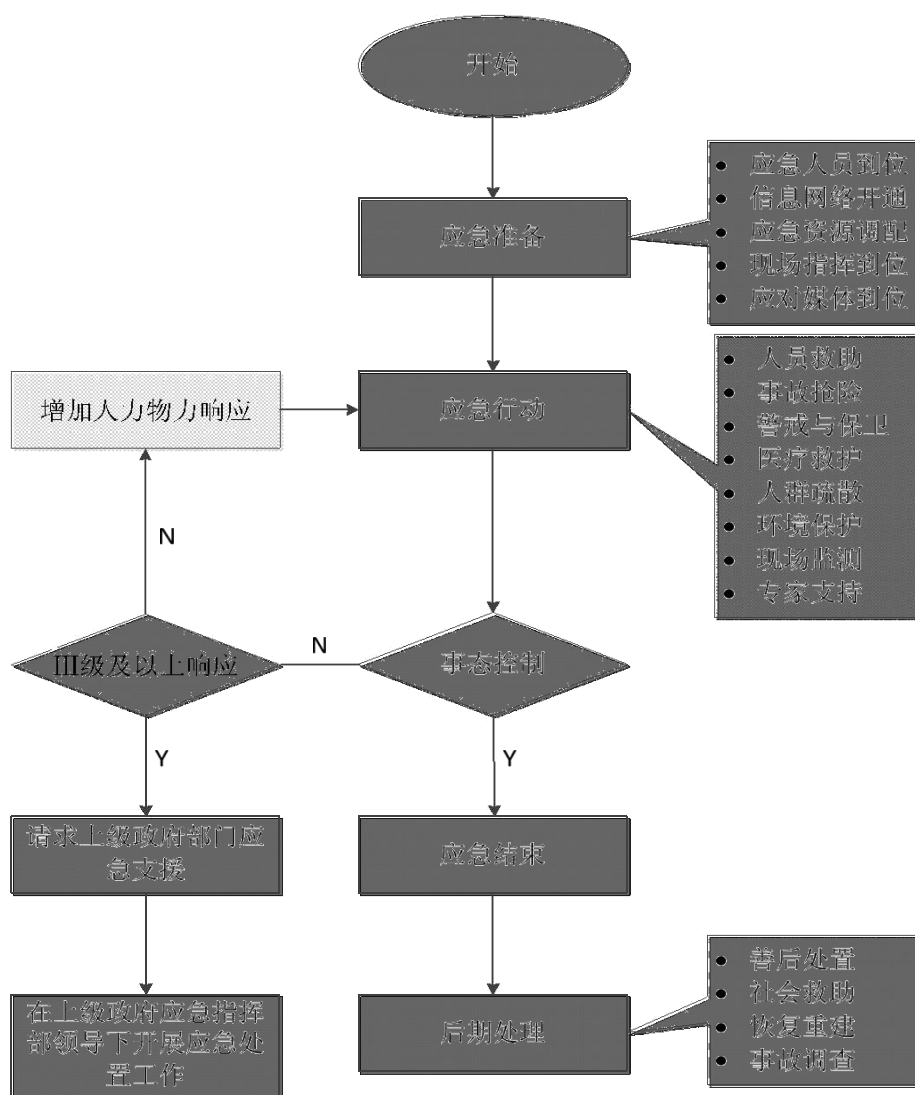 开始
应急准备
应急人员到位
信息网络开通
应急资源调配
现场指挥到位
应对媒体到位
增加人力物力响应
应急行动
人员救助
事故抢险
警戒与保卫
医疗救护
人群疏散
环境保护
现场监测
专家支持
N
III级及以上响应
N
事态控制
Y
Y
请求上级政府部门应
急支援
应急结束
在上级政府应急指挥
部领导下开展应急处
置工作
后期处理
善后处置
社会救助
恢复重建
事故调查